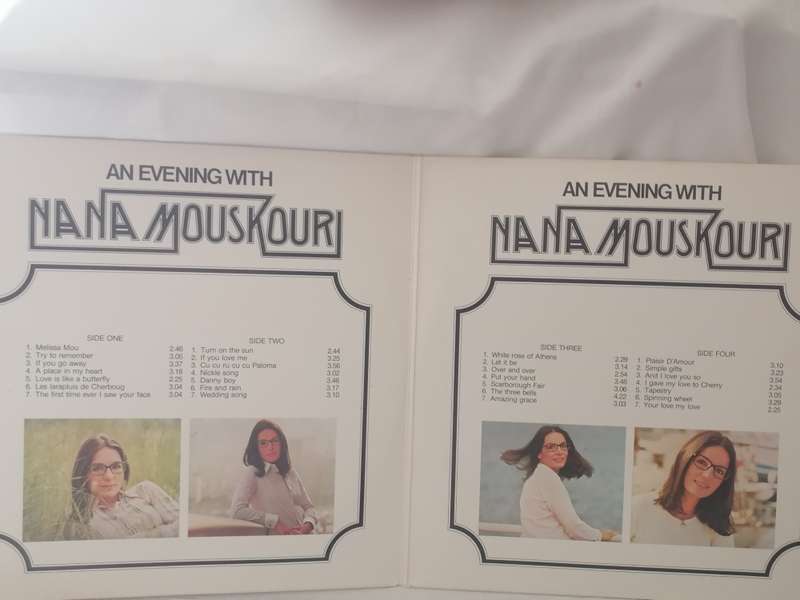 AN EVENING WITH
NANA MOUSKOURI
SIDE ONE
1. Melissa Mou 2.46
2. Try to remember 3.05
3. If you go away 3.37
4. A place in my heart 3.18
5. Love is like a butterfly 2.25
6. Les larapluis de Cherboug 3.04
7. The first time ever I saw your face 3.04
SIDE TWO
1. Turn on the sun 2.44
2. If you love me 3.25
3. Cu cu ru cu cu Paloma 3.56
4. Nickle song 3.02
5. Danny boy 3.46
6. Fire and rain 3.17
7. Wedding song 3.10
AN EVENING WITH
NANA MOUSKOURI
SIDE THREE
1. White rose of Athens 2.29
2. Let it be 3.14
3. Over and over 2.54
4. Put your hand 3.46
5. Scarborough Fair 3.06
6. The three bells 4.22
7. Amazing grace 3.03
SIDE FOUR
1. Plaisir D'Amour 3.10
2. Simple gifts 3.23
3. And I love you so 3.54
4. I gave my love to Cherry 2.34
5. Tapestry 3.05
6. Spinning wheel 3.29
7. Your love my love 2.25